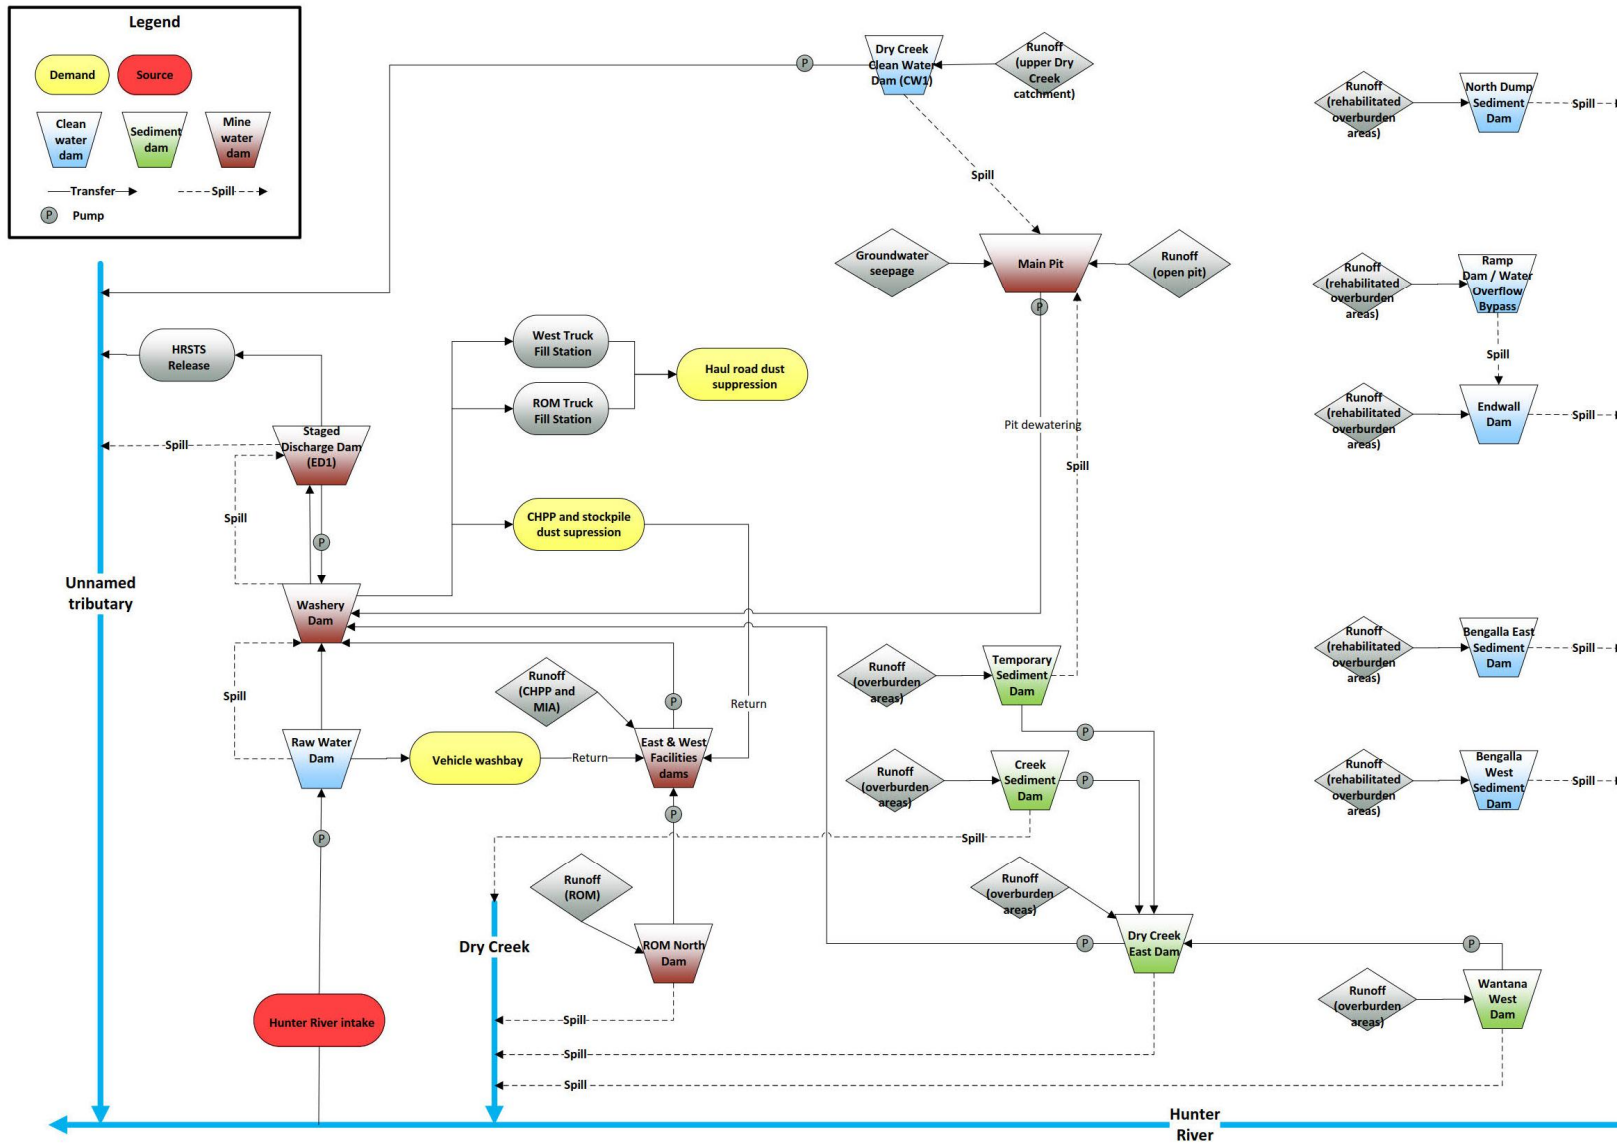 Legend
Demand
Source
Clean
water
dam
Sediment
dam
Mine
water
dam
Transfer
Spill
P
Pump
P
Dry Creek
Clean Water
Dam (CW1)
Runoff
(upper Dry
Creek
catchment)
Runoff
(rehabilitated
overburden
areas)
North Dump
Sediment
Dam
Spill
Spill
Groundwater
seepage
Main Pit
Runoff
(open pit)
P
Runoff
(rehabilitated
overburden
areas)
Ramp
Dam / Water
Overflow
Bypass
Spill
HRSTS
Release
West Truck
Fill Station
ROM Truck
Fill Station
Haul road dust
suppression
Runoff
(rehabilitated
overburden
areas)
Endwall
Dam
Spill
Staged
Discharge Dam
(ED1)
Spill
Pit dewatering
Spill
Spill
P
CHPP and stockpile
dust supression
Unnamed
tributary
Washery
Dam
Spill
Runoff
(CHPP and
MIA)
P
Return
Runoff
(overburden
areas)
Temporary
Sediment
Dam
P
Runoff
(rehabilitated
overburden
areas)
Bengalla East
Sediment
Dam
Spill
Raw Water
Dam
Vehicle washbay
Return
East & West
Facilities
dams
Runoff
(overburden
areas)
Creek
Sediment
Dam
P
Runoff
(rehabilitated
overburden
areas)
Bengalla
West
Sediment
Dam
Spill
P
P
Spill
Runoff
(ROM)
Runoff
(overburden
areas)
Dry Creek
ROM North
Dam
P
Dry Creek
East Dam
P
Runoff
(overburden
areas)
Wantana
West
Dam
Hunter River intake
Spill
Spill
Spill
Hunter
River